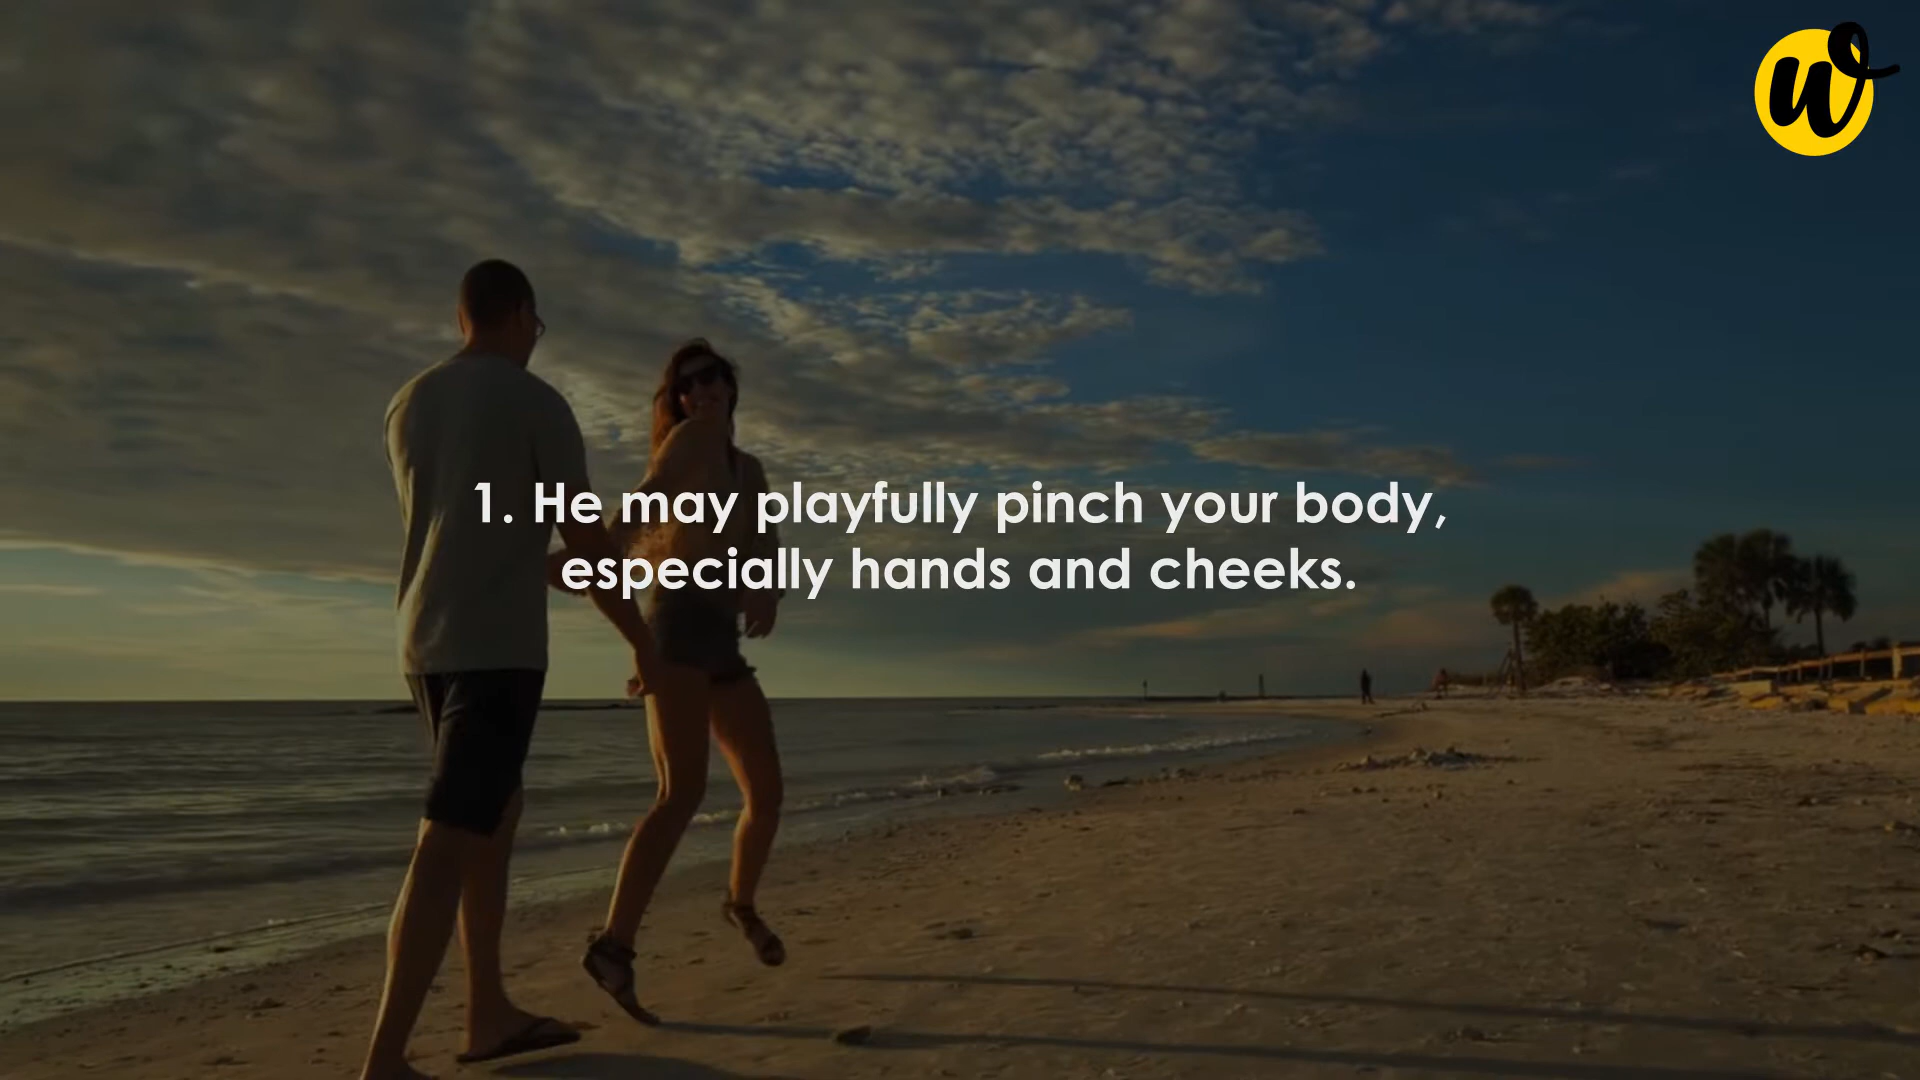 w
1. He may playfully pinch your body,
especially hands and cheeks.